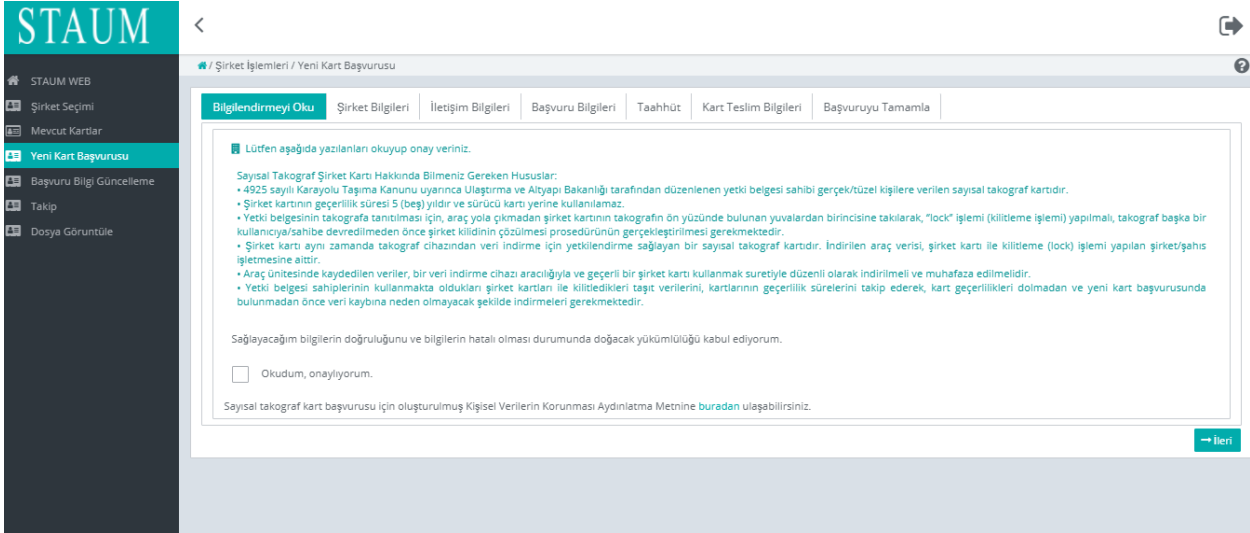 STAUM
/ Şirket İşlemleri / Yeni Kart Başvurusu
STAUM WEB
Şirket Seçimi
Mevcut Kartlar
Yeni Kart Başvurusu
Başvuru Bilgi Güncelleme
Takip
Dosya Görüntüle
Bilgilendirmeyi Oku
Şirket Bilgileri
İletişim Bilgileri
Başvuru Bilgileri
Taahhüt
Kart Teslim Bilgileri
Başvuruyu Tamamla
Lütfen aşağıda yazılanları okuyup onay veriniz.
Sayısal Takograf Şirket Kartı Hakkında Bilmeniz Gereken Hususlar:
• 4925 sayılı Karayolu Taşıma Kanunu uyarınca Ulaştırma ve Altyapı Bakanlığı tarafından düzenlenen yetki belgesi sahibi gerçek/tüzel kişilere verilen sayısal takograf kartıdır.
• Şirket kartının geçerlilik süresi 5 (beş) yıldır ve sürücü kartı yerine kullanılamaz.
• Yetki belgesinin takografa tanıtılması için, araç yola çıkmadan şirket kartının takografın ön yüzünde bulunan yuvalardan birincisine takılarak, "lock" işlemi (kilitleme işlemi) yapılmalı, takograf başka bir
kullanıcıya/sahibe devredilmeden önce şirket kilidinin çözülmesi prosedürünün gerçekleştirilmesi gerekmektedir.
• Şirket kartı aynı zamanda takograf cihazından veri indirme için yetkilendirme sağlayan bir sayısal takograf kartıdır. İndirilen araç verisi, şirket kartı ile kilitleme (lock) işlemi yapılan şirket/şahıs
işletmesine aittir.
• Araç ünitesinde kaydedilen veriler, bir veri indirme cihazı aracılığıyla ve geçerli bir şirket kartı kullanmak suretiyle düzenli olarak indirilmeli ve muhafaza edilmelidir.
• Yetki belgesi sahiplerinin kullanmakta oldukları şirket kartları ile kilitledikleri taşıt verilerini, kartlarının geçerlilik sürelerini takip ederek, kart geçerlilikleri dolmadan ve yeni kart başvurusunda
bulunmadan önce veri kaybına neden olmayacak şekilde indirmeleri gerekmektedir.
Sağlayacağım bilgilerin doğruluğunu ve bilgilerin hatalı olması durumunda doğacak yükümlülüğü kabul ediyorum.
Okudum, onaylıyorum.
Sayısal takograf kart başvurusu için oluşturulmuş Kişisel Verilerin Korunması Aydınlatma Metnine buradan ulaşabilirsiniz.
İleri